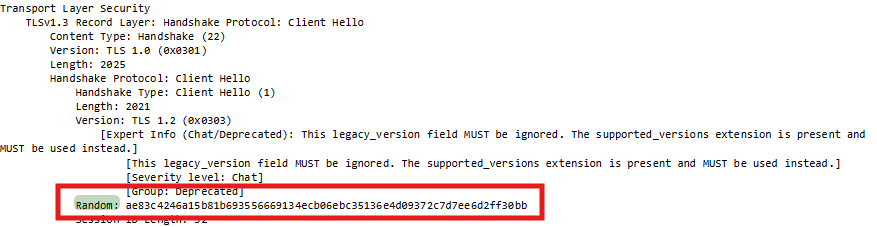 Transport Layer Security
TLSv1.3 Record Layer: Handshake Protocol: Client Hello
Content Type: Handshake (22)
Version: TLS 1.0 (0x0301)
Length: 2025
Handshake Protocol: Client Hello
Handshake Type: Client Hello (1)
Length: 2021
Version: TLS 1.2 (0x0303)
[Expert Info (Chat/Deprecated): This legacy_version field MUST be ignored. The supported_versions extension is present and
MUST be used instead.]
[This legacy_version field MUST be ignored. The supported_versions extension is present and MUST be used instead.]
[Severity level: Chat]
[Group: Deprecated]
Random: ae83c4246a15b81b693556669134ecb06ebc35136e4d09372c7d7ee6d2ff30bb
Session ID Length: 32